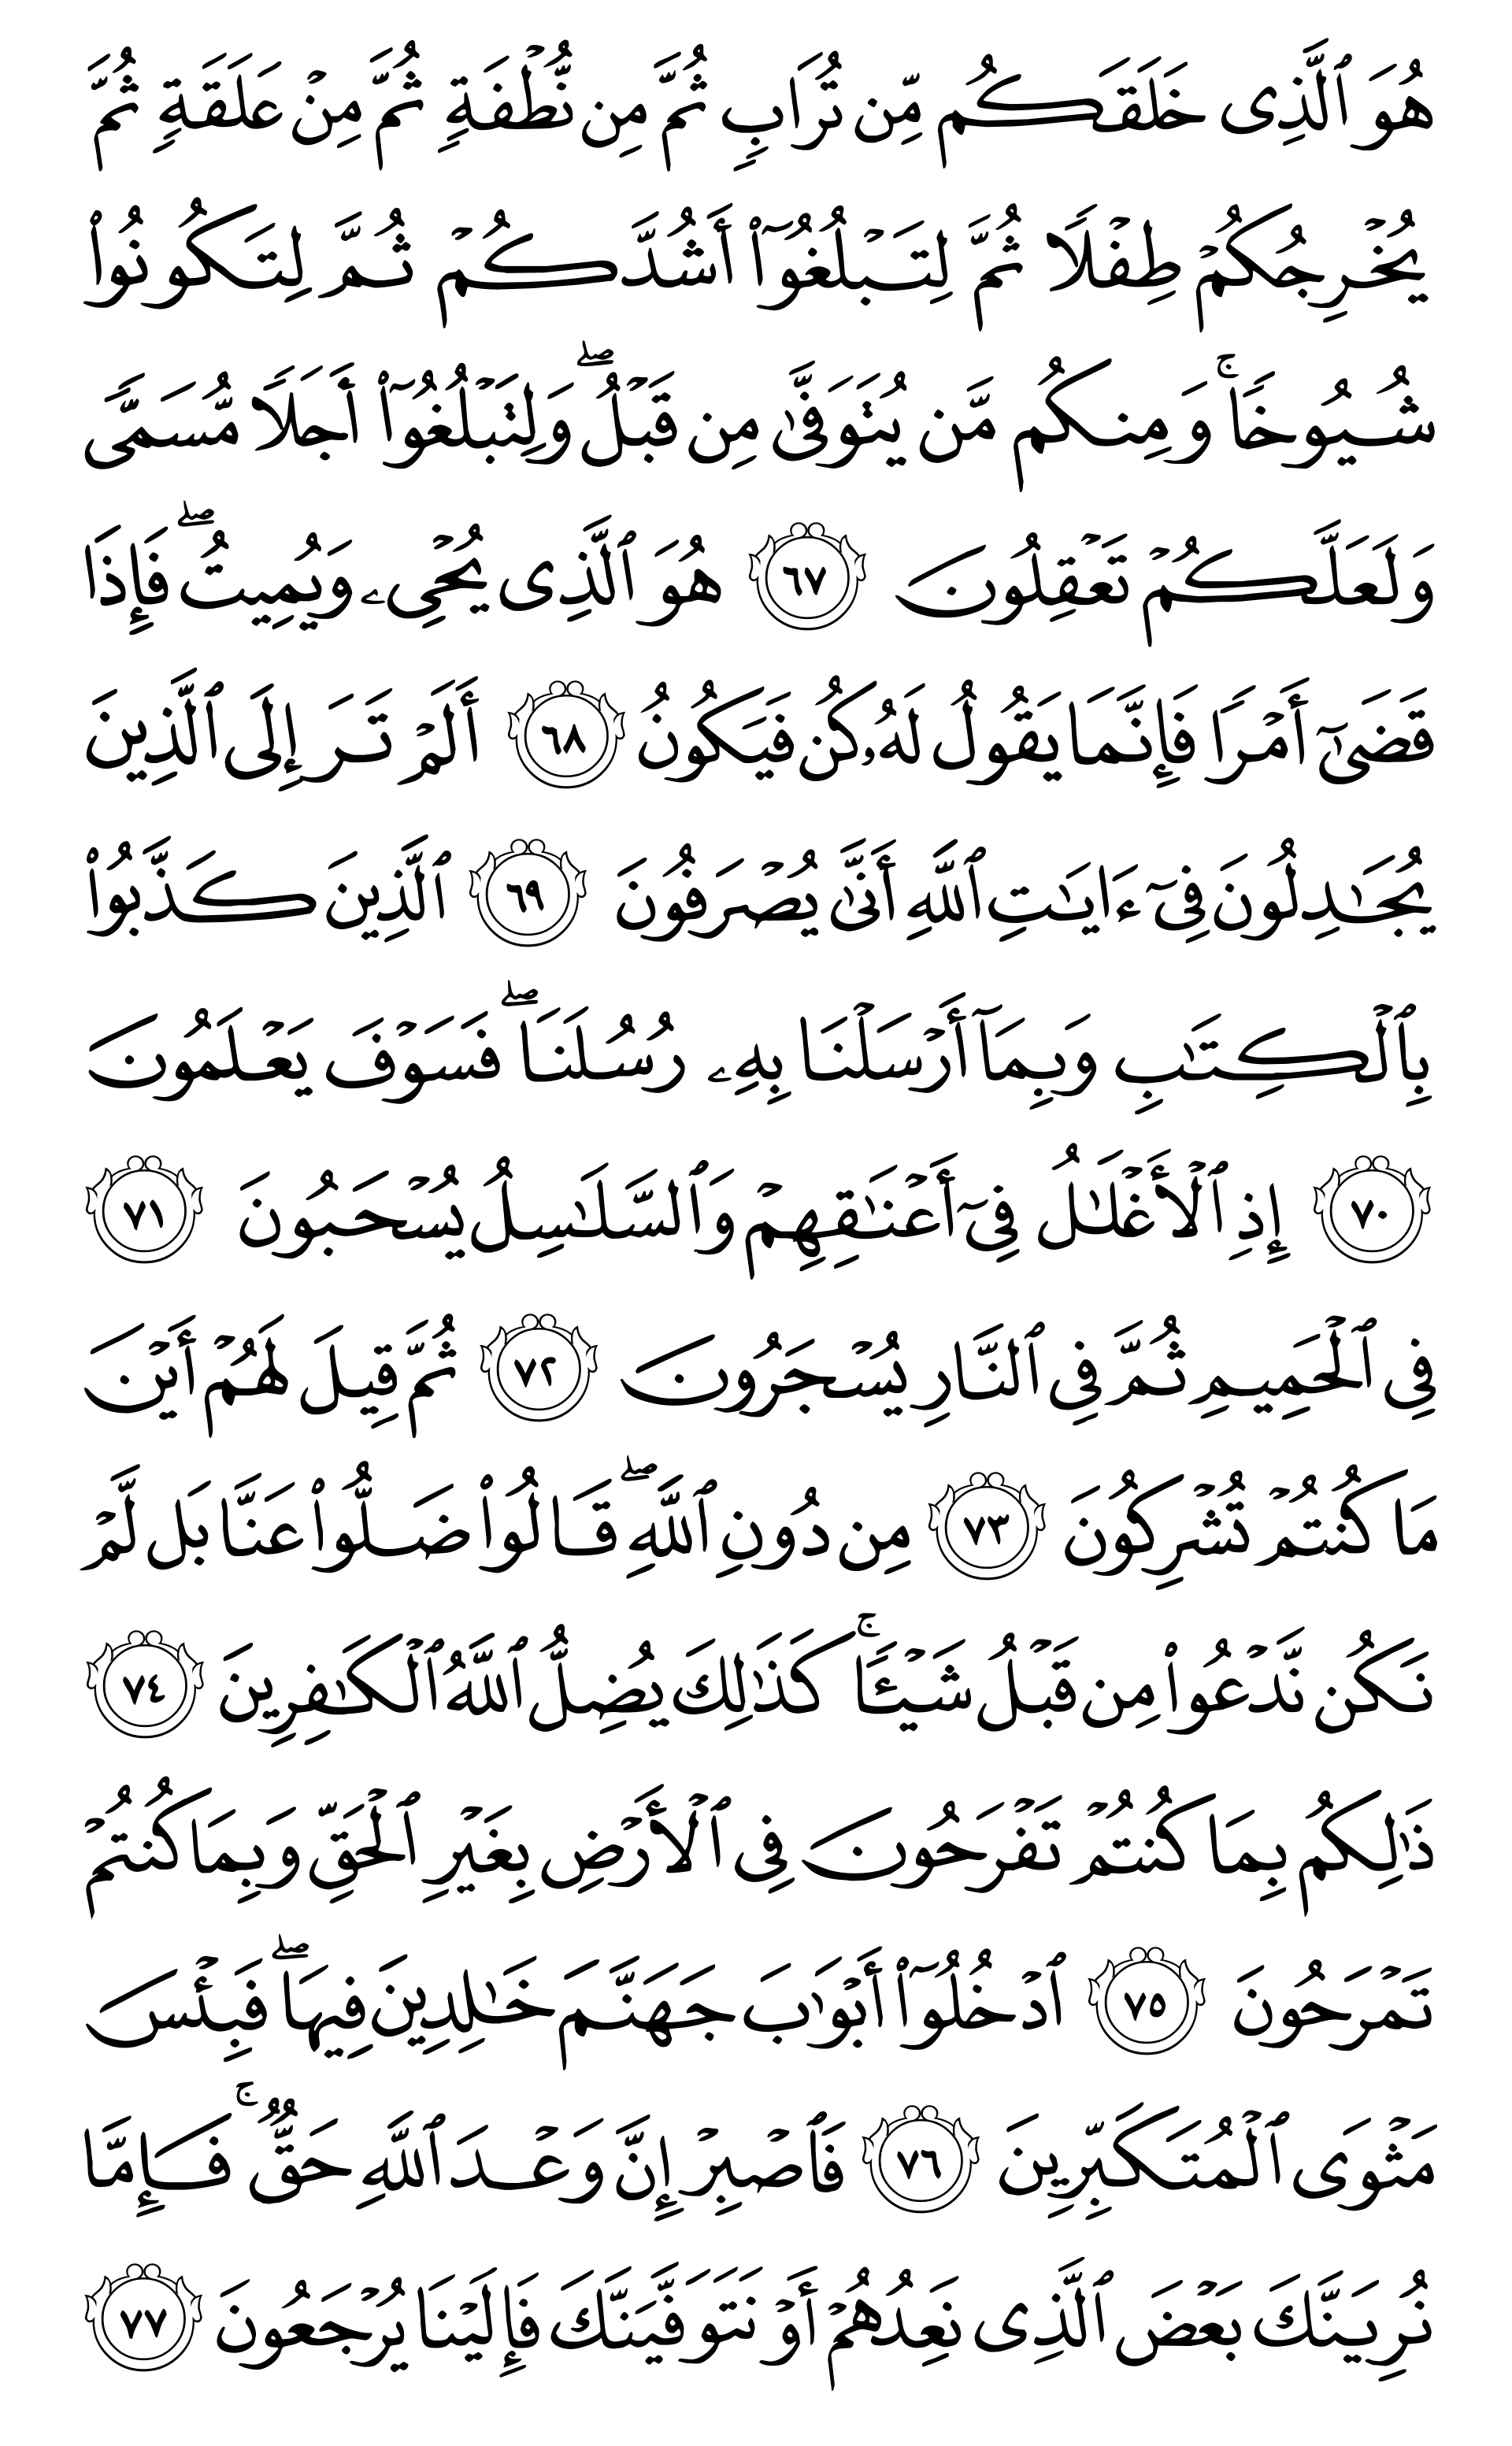 هُوَ ٱلَّذِى خَلَقَكُم مِّن تُرَابٍ ثُمَّ مِن نُّطْفَةٍ ثُمَّ مِنْ عَلَقَةٍ ثُمَّ
يُخْرِجُكُمْ طِفْلًا ثُمَّ لِتَبْلُغُوٓا۟ أَشُدَّكُمْ ثُمَّ لِتَكُونُوا۟
شُيُوخًا ۚ وَمِنكُم مَّن يُتَوَفَّىٰ مِن قَبْلُ ۖ وَلِتَبْلُغُوٓا۟ أَجَلًا مُّسَمًّى
وَلَعَلَّكُمْ تَعْقِلُونَ ٦٧ هُوَ ٱلَّذِى يُحْىِۦ وَيُمِيتُ ۖ فَإِذَا
قَضَىٰٓ أَمْرًا فَإِنَّمَا يَقُولُ لَهُۥ كُن فَيَكُونُ ٦٨ أَلَمْ تَرَ إِلَى ٱلَّذِينَ
يُجَـٰدِلُونَ فِىٓ ءَايَـٰتِ ٱللَّهِ أَنَّىٰ يُصْرَفُونَ ٦٩ ٱلَّذِينَ كَذَّبُوا۟
بِٱلْكِتَـٰبِ وَبِمَآ أَرْسَلْنَا بِهِۦ رُسُلَنَا ۖ فَسَوْفَ يَعْلَمُونَ
٧٠ إِذِ ٱلْأَغْلَـٰلُ فِىٓ أَعْنَـٰقِهِمْ وَٱلسَّلَـٰسِلُ يُسْحَبُونَ ٧١
فِى ٱلْحَمِيمِ ثُمَّ فِى ٱلنَّارِ يُسْجَرُونَ ٧٢ ثُمَّ قِيلَ لَهُمْ أَيْنَ
مَا كُنتُمْ تُشْرِكُونَ ٧٣ مِن دُونِ ٱللَّهِ ۖ قَالُوا۟ ضَلُّوا۟ عَنَّا بَل لَّمْ
نَكُن نَّدْعُوا۟ مِن قَبْلُ شَيْـًٔا ۚ كَذَٰلِكَ يُضِلُّ ٱللَّهُ ٱلْكَـٰفِرِينَ ٧٤
ذَٰلِكُم بِمَا كُنتُمْ تَفْرَحُونَ فِى ٱلْأَرْضِ بِغَيْرِ ٱلْحَقِّ وَبِمَا كُنتُمْ
تَمْرَحُونَ ٧٥ ٱدْخُلُوٓا۟ أَبْوَٰبَ جَهَنَّمَ خَـٰلِدِينَ فِيهَا ۖ فَبِئْسَ
مَثْوَى ٱلْمُتَكَبِّرِينَ ٧٦ فَٱصْبِرْ إِنَّ وَعْدَ ٱللَّهِ حَقٌّ ۚ فَإِمَّا
نُرِيَنَّكَ بَعْضَ ٱلَّذِى نَعِدُهُمْ أَوْ نَتَوَفَّيَنَّكَ فَإِلَيْنَا يُرْجَعُونَ ٧٧